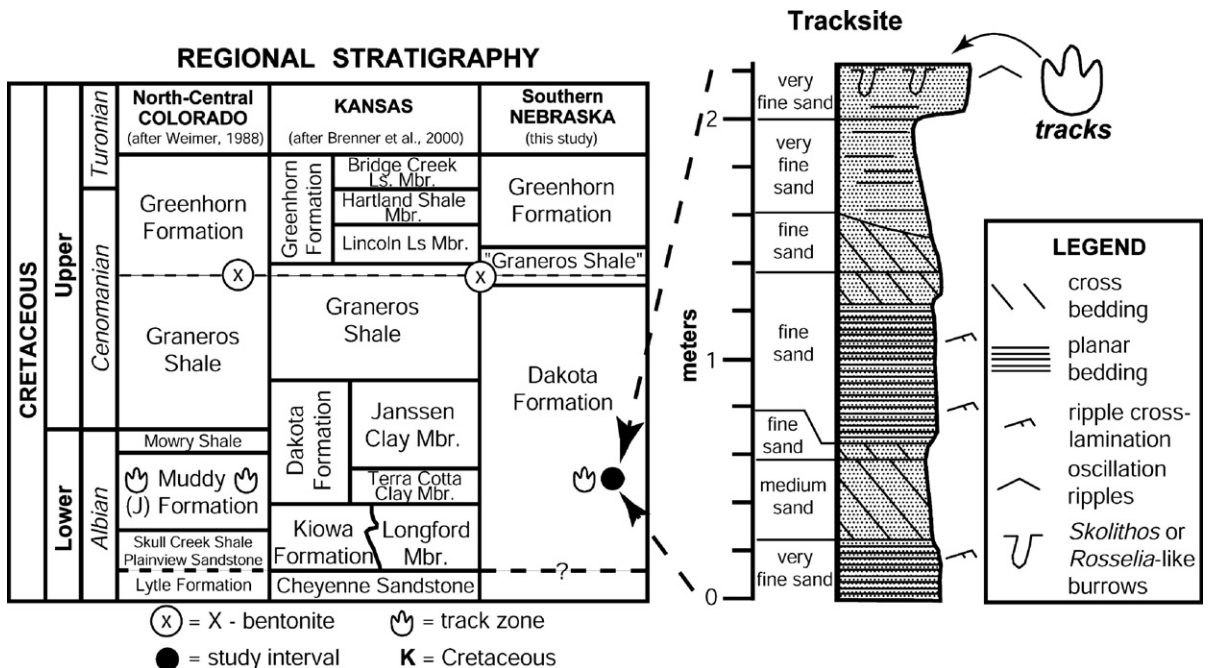 REGIONAL STRATIGRAPHY
CRETACEOUS
Upper
Lower
Turonian
Cenomanian
Albian
North-Central
COLORADO
(after Weimer, 1988)
Greenhorn
Formation
X
Graneros
Shale
Mowry Shale
Muddy
(J) Formation
Skull Creek Shale
Plainview Sandstone
Lytle Formation
KANSAS
(after Brenner et al., 2000)
Greenhorn
Formation
Bridge Creek
Ls. Mbr.
Hartland Shale
Mbr.
Lincoln Ls Mbr.
X
Graneros
Shale
Dakota
Formation
Janssen
Clay Mbr.
Terra Cotta
Clay Mbr.
Kiowa
Formation
Longford
Mbr.
Cheyenne Sandstone
Southern
NEBRASKA
(this study)
Greenhorn
Formation
"Graneros Shale"
Dakota
Formation
?
X = X - bentonite
= track zone
= study interval
K = Cretaceous
Tracksite
tracks
meters
2
1
0
very
fine sand
very
fine
sand
fine
sand
fine
sand
fine
sand
medium
sand
very
fine sand
LEGEND
cross
bedding
planar
bedding
ripple cross-
lamination
oscillation
ripples
Skolithos or
Rosselia-like
burrows